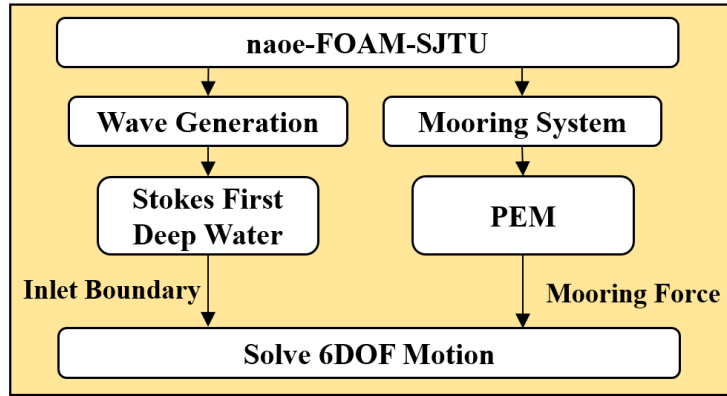 naoe-FOAM-SJTU
Wave Generation
Mooring System
Stokes First
Deep Water
PEM
Inlet Boundary
Mooring Force
Solve 6DOF Motion